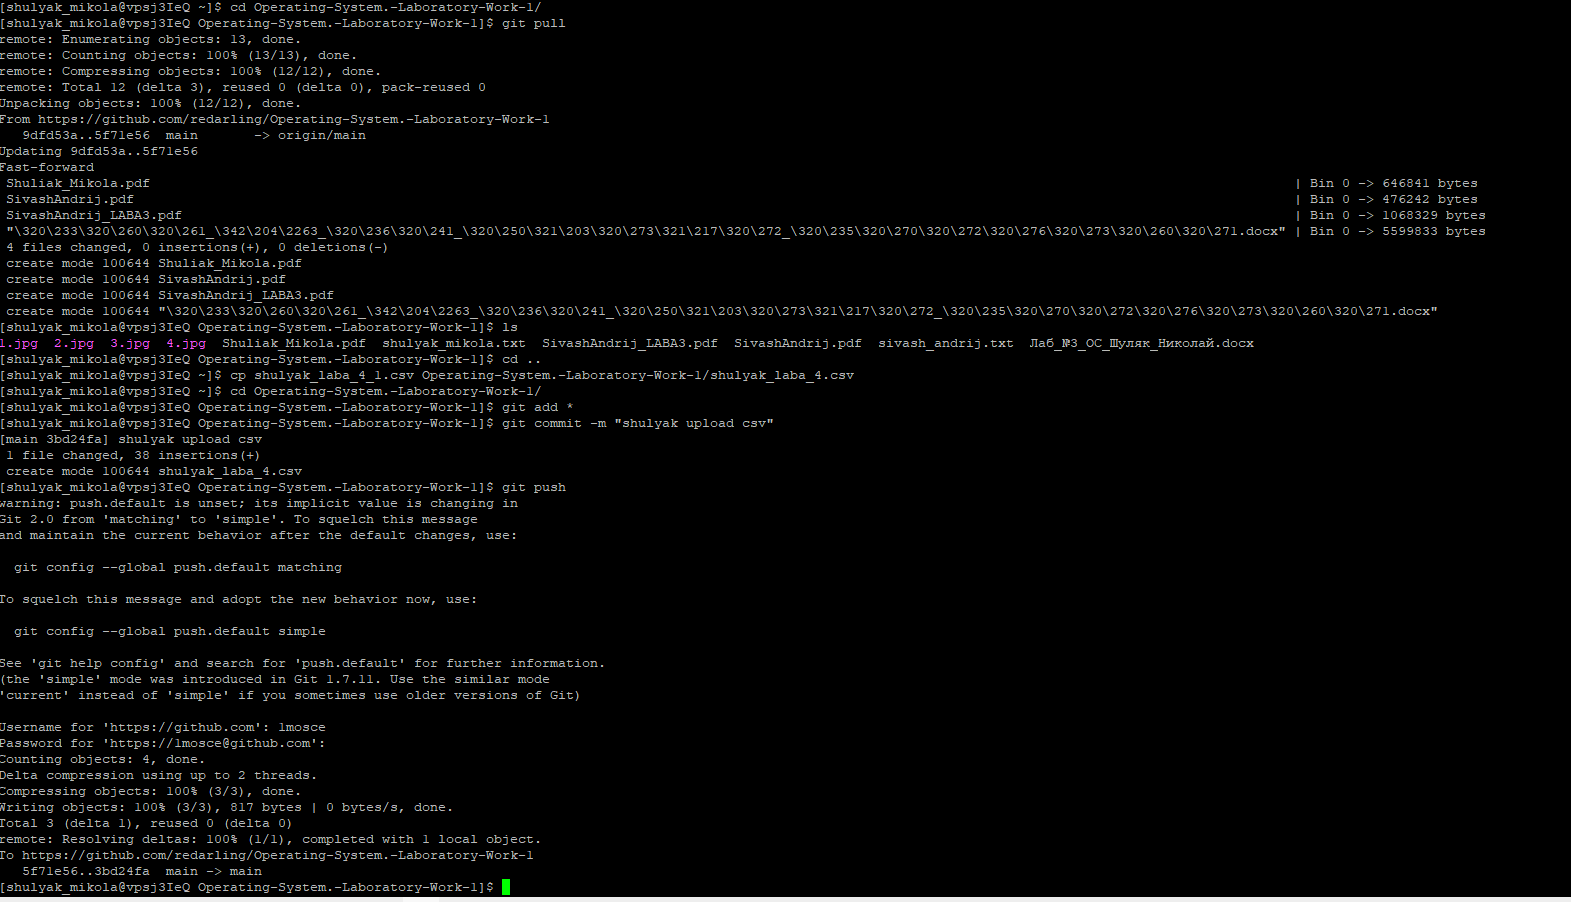 [shulyak_mikola@vpsj3IeQ ~]$ cd Operating-System.-Laboratory-Work-1/
[shulyak_mikola@vpsj3IeQ Operating-System.-Laboratory-Work-1]$ git pull
remote: Enumerating objects: 13, done.
remote: Counting objects: 100% (13/13), done.
remote: Compressing objects: 100% (12/12), done.
remote: Total 12 (delta 3), reused 0 (delta 0), pack-reused 0
Unpacking objects: 100% (12/12), done.
From https://github.com/redarling/Operating-System.-Laboratory-Work-1
   9dfd53a..5f71e56  main       -> origin/main
Updating 9dfd53a..5f71e56
Fast-forward
 Shuliak_Mikola.pdf | Bin 0 -> 646841 bytes
 SivashAndrij.pdf | Bin 0 -> 476242 bytes
 SivashAndrij_LABA3.pdf | Bin 0 -> 1068329 bytes
 "\320\233\320\260\320\261_\342\204\2263_\320\236\320\241_\320\250\321\203\320\273\321\217\320\272_\320\235\320\270\320\272\320\276\320\273\320\260\320\271.docx" | Bin 0 -> 5599833 bytes
 4 files changed, 0 insertions(+), 0 deletions(-)
 create mode 100644 Shuliak_Mikola.pdf
 create mode 100644 SivashAndrij.pdf
 create mode 100644 SivashAndrij_LABA3.pdf
 create mode 100644 "\320\233\320\260\320\261_\342\204\2263_\320\236\320\241_\320\250\321\203\320\273\321\217\320\272_\320\235\320\270\320\272\320\276\320\273\320\260\320\271.docx"
[shulyak_mikola@vpsj3IeQ Operating-System.-Laboratory-Work-1]$ ls
1.jpg  2.jpg  3.jpg  4.jpg  Shuliak_Mikola.pdf  shulyak_mikola.txt  SivashAndrij_LABA3.pdf  SivashAndrij.pdf  sivash_andrij.txt  Лаб_№3_ОС_Шуляк_Николай.docx
[shulyak_mikola@vpsj3IeQ Operating-System.-Laboratory-Work-1]$ cd ..
[shulyak_mikola@vpsj3IeQ ~]$ cp shulyak_laba_4_1.csv Operating-System.-Laboratory-Work-1/shulyak_laba_4.csv
[shulyak_mikola@vpsj3IeQ ~]$ cd Operating-System.-Laboratory-Work-1/
[shulyak_mikola@vpsj3IeQ Operating-System.-Laboratory-Work-1]$ git add *
[shulyak_mikola@vpsj3IeQ Operating-System.-Laboratory-Work-1]$ git commit -m "shulyak upload csv"
[main 3bd24fa] shulyak upload csv
 1 file changed, 38 insertions(+)
 create mode 100644 shulyak_laba_4.csv
[shulyak_mikola@vpsj3IeQ Operating-System.-Laboratory-Work-1]$ git push
warning: push.default is unset; its implicit value is changing in
Git 2.0 from 'matching' to 'simple'. To squelch this message
and maintain the current behavior after the default changes, use:
  git config --global push.default matching
To squelch this message and adopt the new behavior now, use:
  git config --global push.default simple
See 'git help config' and search for 'push.default' for further information.
(the 'simple' mode was introduced in Git 1.7.11. Use the similar mode
'current' instead of 'simple' if you sometimes use older versions of Git)
Username for 'https://github.com': 1mosce
Password for 'https://1mosce@github.com':
Counting objects: 4, done.
Delta compression using up to 2 threads.
Compressing objects: 100% (3/3), done.
Writing objects: 100% (3/3), 817 bytes | 0 bytes/s, done.
Total 3 (delta 1), reused 0 (delta 0)
remote: Resolving deltas: 100% (1/1), completed with 1 local object.
To https://github.com/redarling/Operating-System.-Laboratory-Work-1
   5f71e56..3bd24fa  main -> main
[shulyak_mikola@vpsj3IeQ Operating-System.-Laboratory-Work-1]$